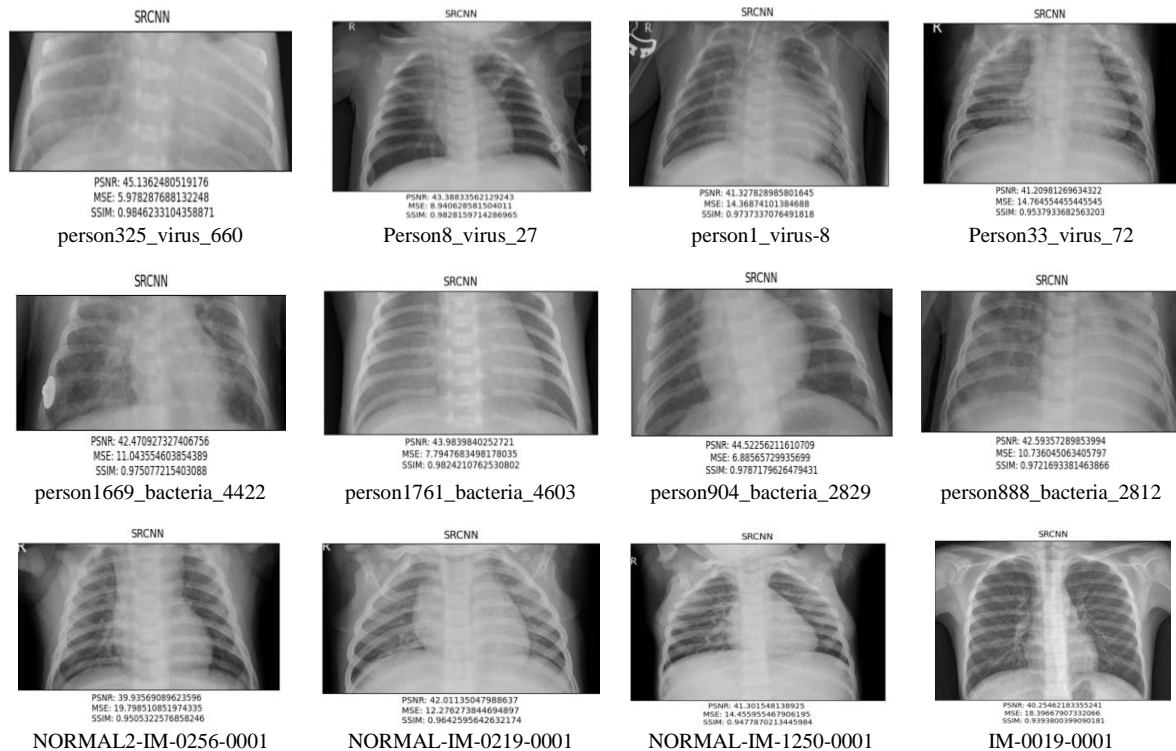 SRCNN
PSNR: 45.1362480519176
MSE: 5.978287688132248
SSIM: 0.9846233104358871
person325_virus_660
SRCNN
R
PSNR: 43.38833562129243
MSE: 8.940628581504011
SSIM: 0.9828159714286965
Person8_virus_27
SRCNN
R
PSNR: 41.327828985801645
MSE: 14.36874101384688
SSIM: 0.9737337076491818
person1_virus-8
SRCNN
R
PSNR: 41.20981269634322
MSE: 14.764554455445545
SSIM: 0.9537933682563203
Person33_virus_72
SRCNN
PSNR: 42.470927327406756
MSE: 11.043554603854389
SSIM: 0.975077215403088
person1669_bacteria_4422
SRCNN
PSNR: 43.9839840252721
MSE: 7.7947683498178035
SSIM: 0.9824210762530802
person1761_bacteria_4603
SRCNN
PSNR: 44.52256211610709
MSE: 6.88565729935699
SSIM: 0.9787179626479431
person904_bacteria_2829
SRCNN
PSNR: 42.59357289853994
MSE: 10.736045063405797
SSIM: 0.9721693381463866
person888_bacteria_2812
SRCNN
R
PSNR: 39.93569089623596
MSE: 19.798510851974335
SSIM: 0.9505322576858246
NORMAL2-IM-0256-0001
SRCNN
R
PSNR: 42.01135047988637
MSE: 12.276273844694897
SSIM: 0.9642595642632174
NORMAL-IM-0219-0001
SRCNN
R
PSNR: 41.301548138925
MSE: 14.455955467906195
SSIM: 0.9477870213445984
NORMAL-IM-1250-0001
SRCNN
PSNR: 40.25462183355241
MSE: 18.39667907332066
SSIM: 0.9393800399090181
IM-0019-0001